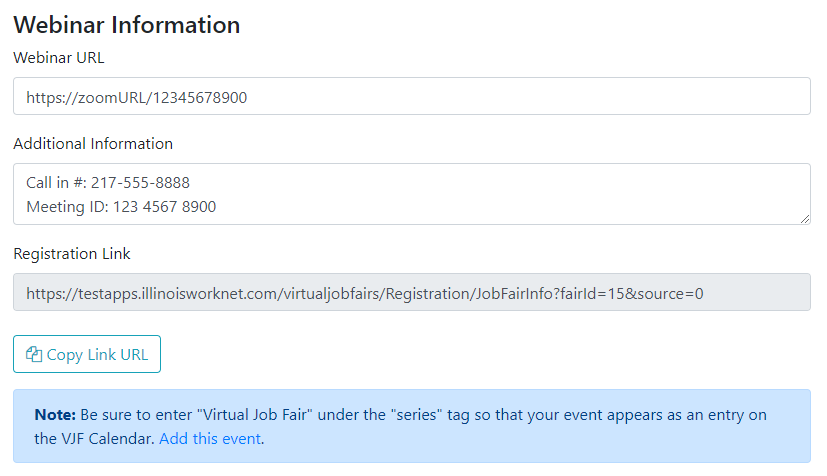 Webinar Information
Webinar URL
https://zoomURL/12345678900
Additional Information
Call in #: 217-555-8888
Meeting ID: 123 4567 8900
Registration Link
https://testapps.illinoisworknet.com/virtualjobfairs/Registration/JobFairInfo?fairId=15&source=0
Copy Link URL
Note: Be sure to enter "Virtual Job Fair" under the "series" tag so that your event appears as an entry on
the VJF Calendar. Add this event.